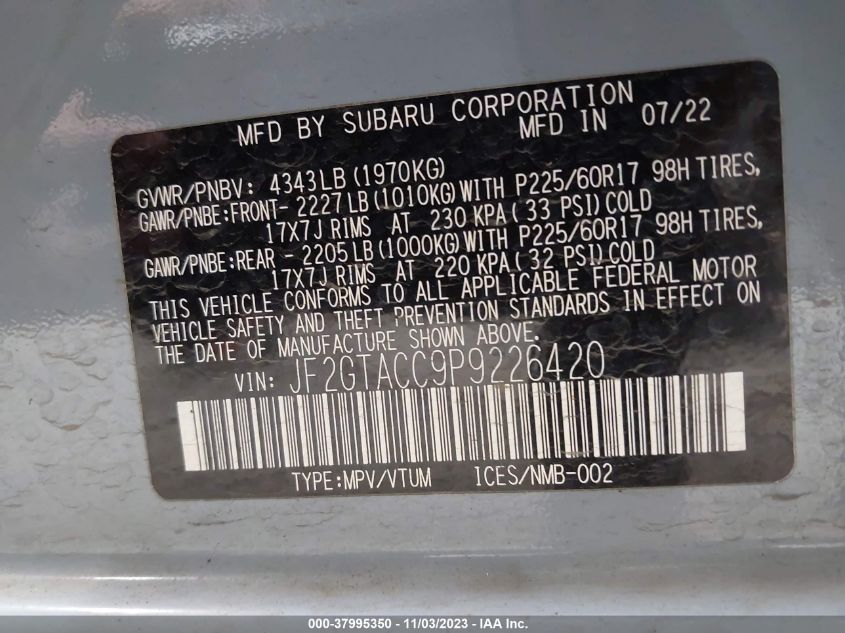 MFD BY SUBARU CORPORATION
MFD IN 07/22
GVWR/PNBV: 4343LB(1970KG)
GAWR/PNBE:FRONT- 2227LB(1010KG)WITH P225/60R17 98H TIRES,
17X7J RIMS AT 230 KPA(33 PSI)COLD
GAWR/PNBE:REAR - 2205LB(1000KG)WITH P225/60R17 98H TIRES,
17X7J RIMS AT 220 KPA(32 PSI)COLD
THIS VEHICLE CONFORMS TO ALL APPLICABLE FEDERAL MOTOR
VEHICLE SAFETY AND THEFT PREVENTION STANDARDS IN EFFECT ON
THE DATE OF MANUFACTURE SHOWN ABOVE.
VIN: JF2GTACC9P9226420
TYPE:MPV/VTUM ICES/NMB-002
000-37995350 - 11/03/2023 - IAA Inc.